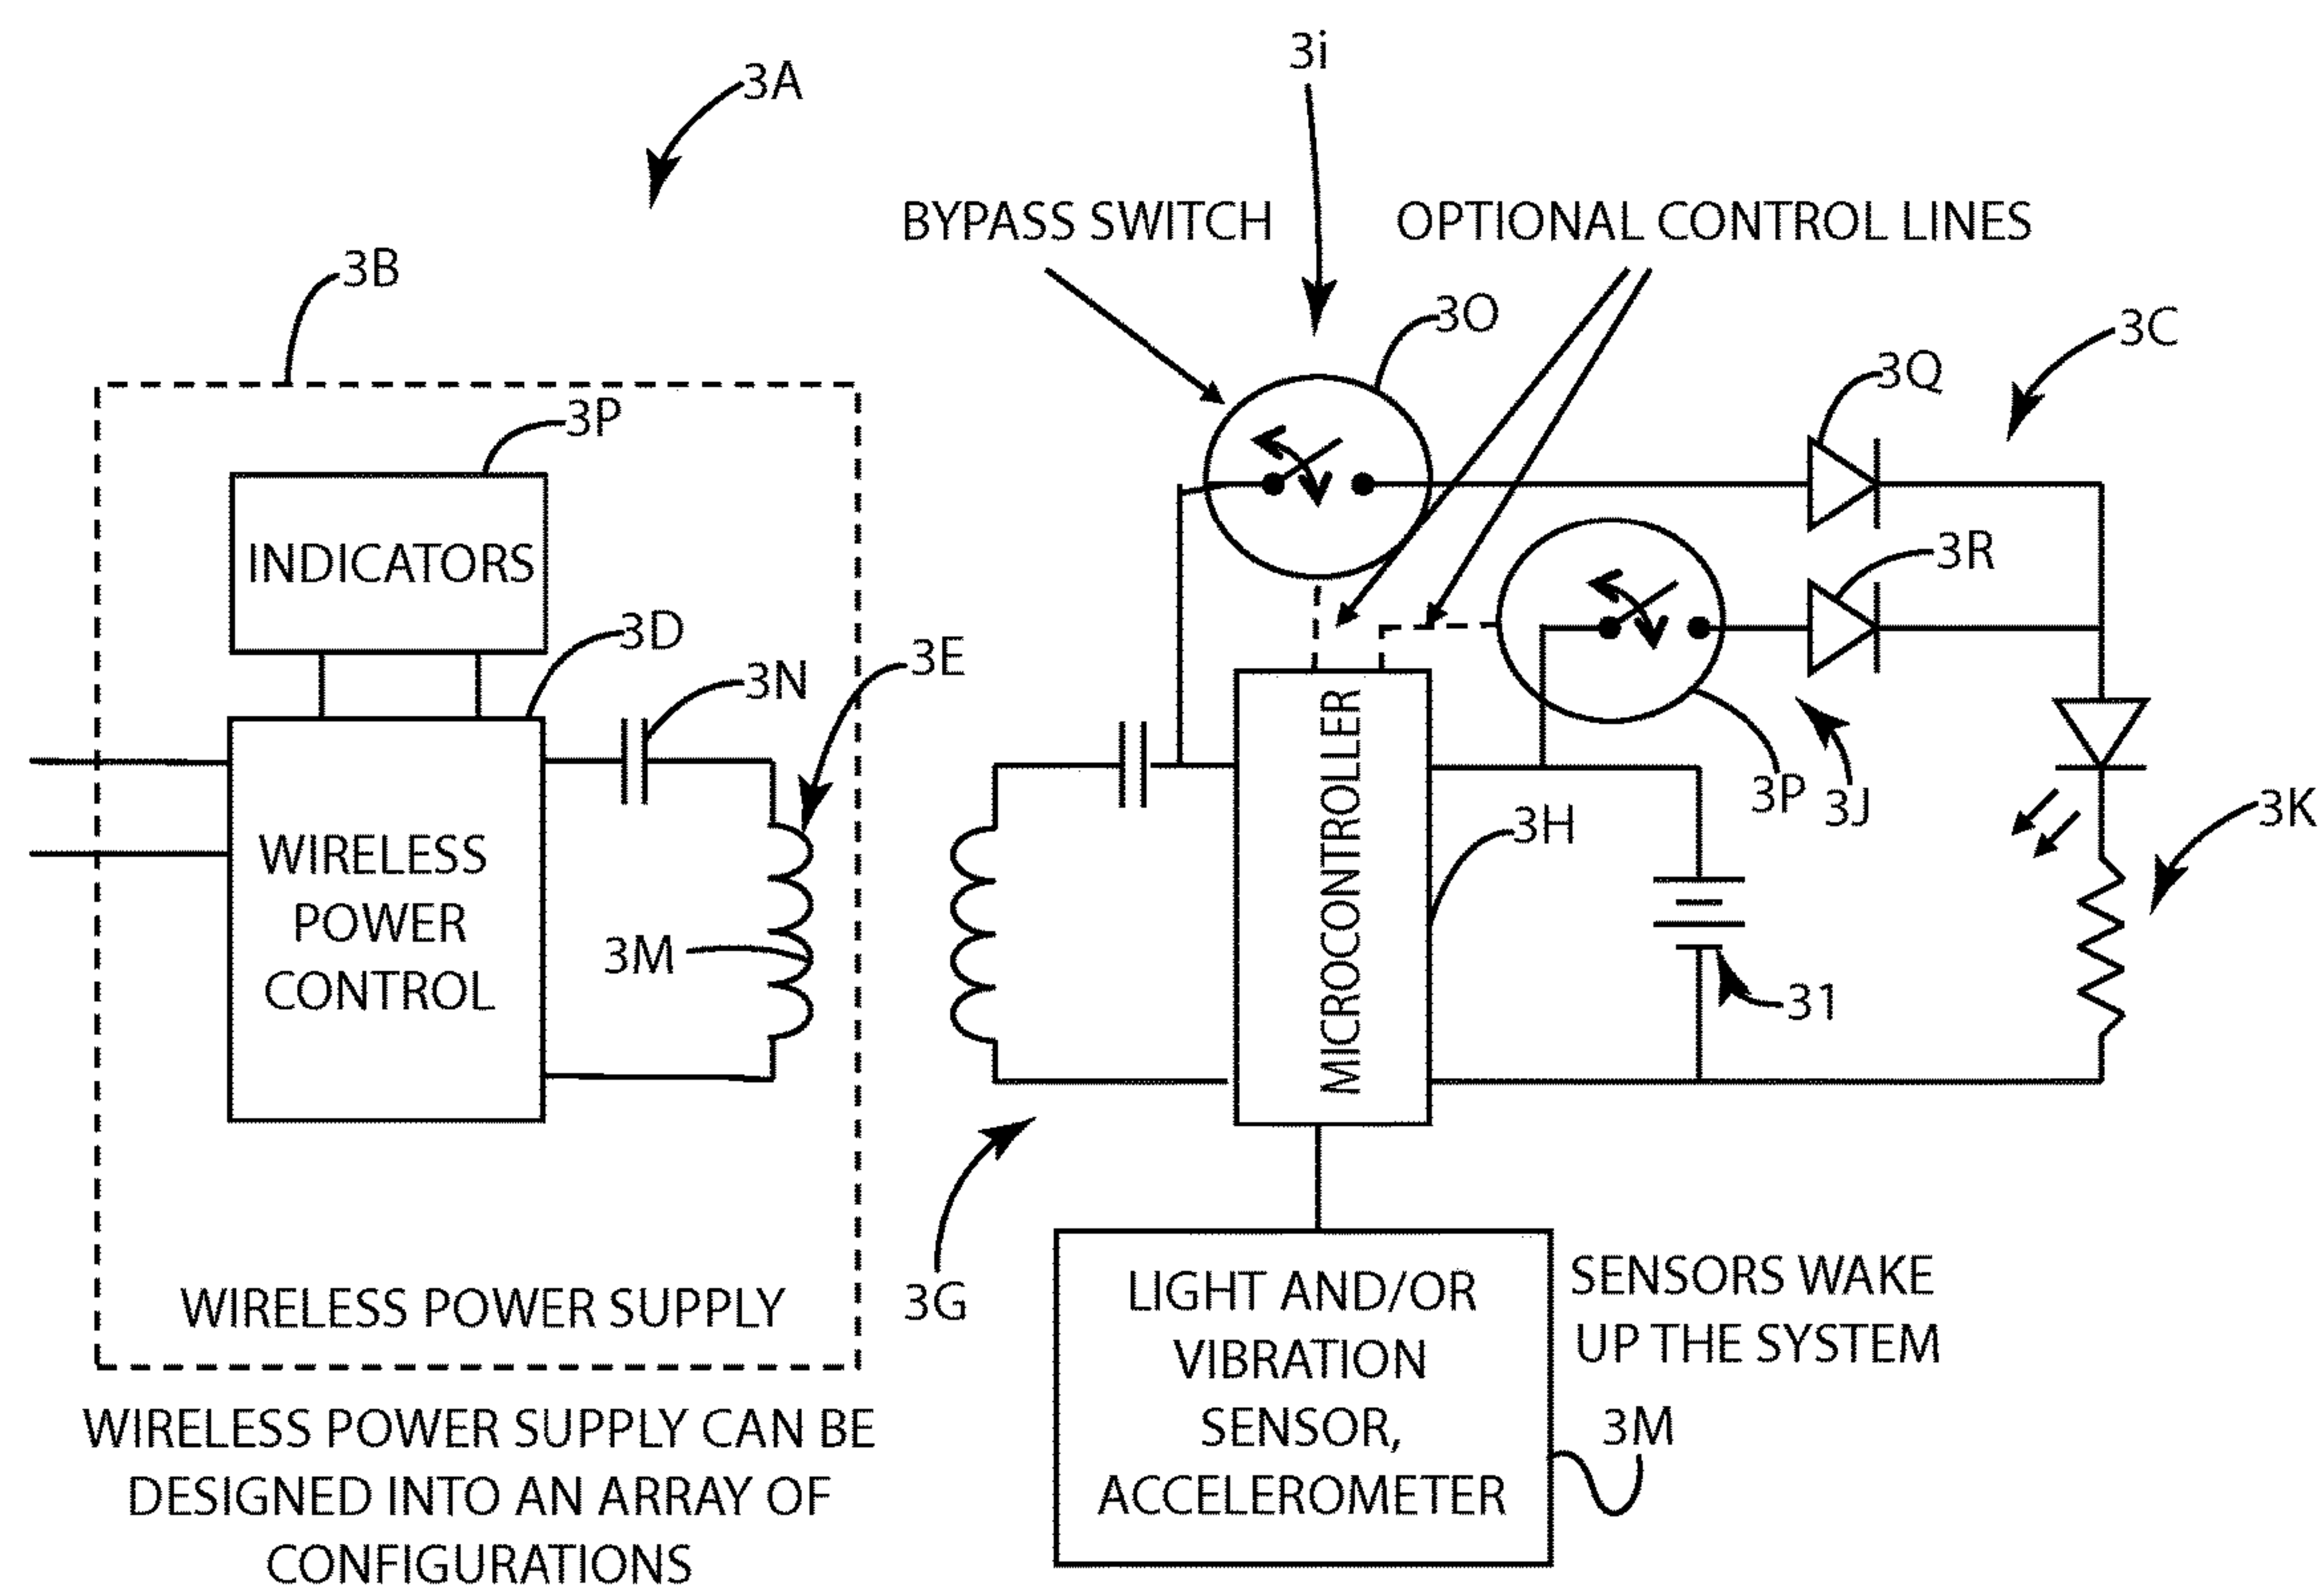 3A
3i
BYPASS SWITCH
OPTIONAL CONTROL LINES
3B
3O
3C
3Q
3P
INDICATORS
3R
3D
3N
3E
WIRELESS
POWER
CONTROL
3M
MICROCONTROLLER
3H
3P
3J
3K
31
3G
WIRELESS POWER SUPPLY
WIRELESS POWER SUPPLY CAN BE
DESIGNED INTO AN ARRAY OF
CONFIGURATIONS
LIGHT AND/OR
VIBRATION
SENSOR,
ACCELEROMETER
SENSORS WAKE
UP THE SYSTEM
3M